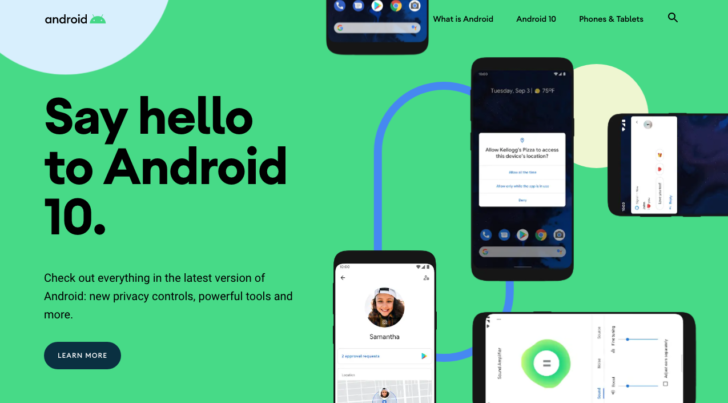 android
What is Android
Android 10
Phones & Tablets
Say hello
to Android
10.
Check out everything in the latest version of
Android: new privacy controls, powerful tools and
more.
LEARN MORE
Tuesday, Sep 3 | 75°F
Allow Kellogg's Pizza to access
this device's location?
Allow all the time
Allow only while the app is in use
Deny
Samantha
2 approval requests
Location
Sound Amplifier